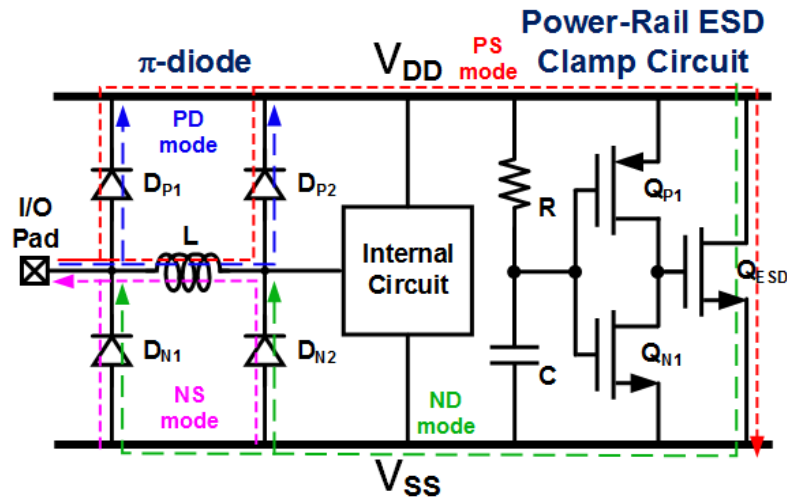 π-diode
VDD
PS
mode
Power-Rail ESD
Clamp Circuit
PD
mode
DP1
DP2
I/O
Pad
L
Internal
Circuit
R
QP1
QESD
DN1
DN2
C
QN1
NS
mode
ND
mode
VSS